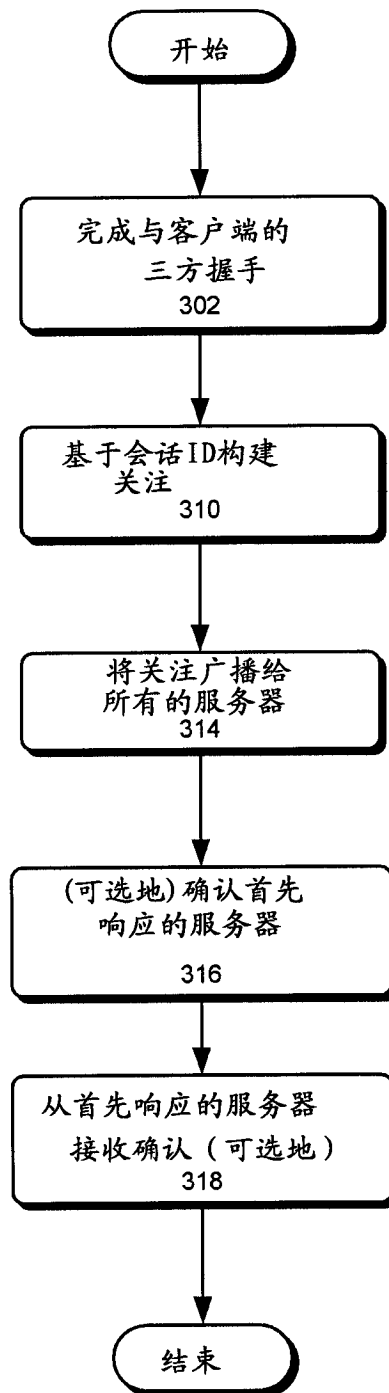 开始
完成与客户端的
三方握手
302
基于会话ID构建
关注
310
将关注广播给
所有的服务器
314
(可选地)确认首先
响应的服务器
316
从首先响应的服务器
接收确认（可选地）
318
结束